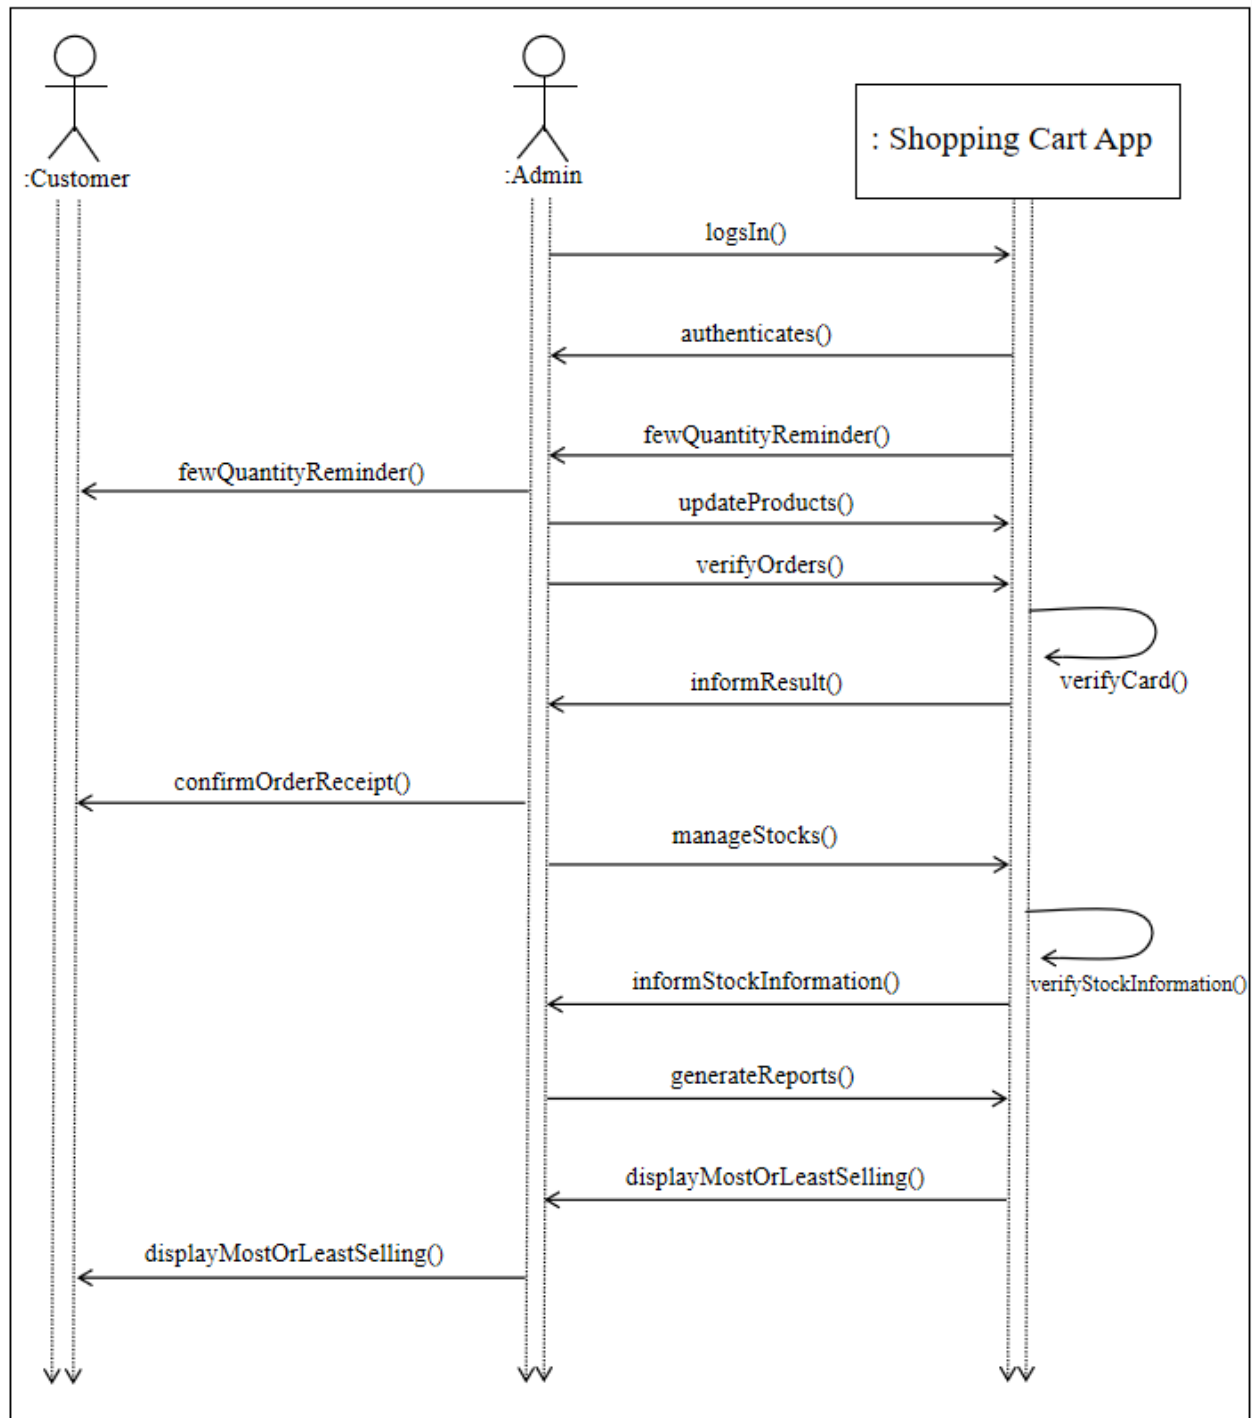 :Customer
:Admin
: Shopping Cart App
logsIn()
authenticates()
fewQuantityReminder()
fewQuantityReminder()
updateProducts()
verifyOrders()
verifyCard()
informResult()
confirmOrderReceipt()
manageStocks()
informStockInformation()
verifyStockInformation()
generateReports()
displayMostOrLeastSelling()
displayMostOrLeastSelling()